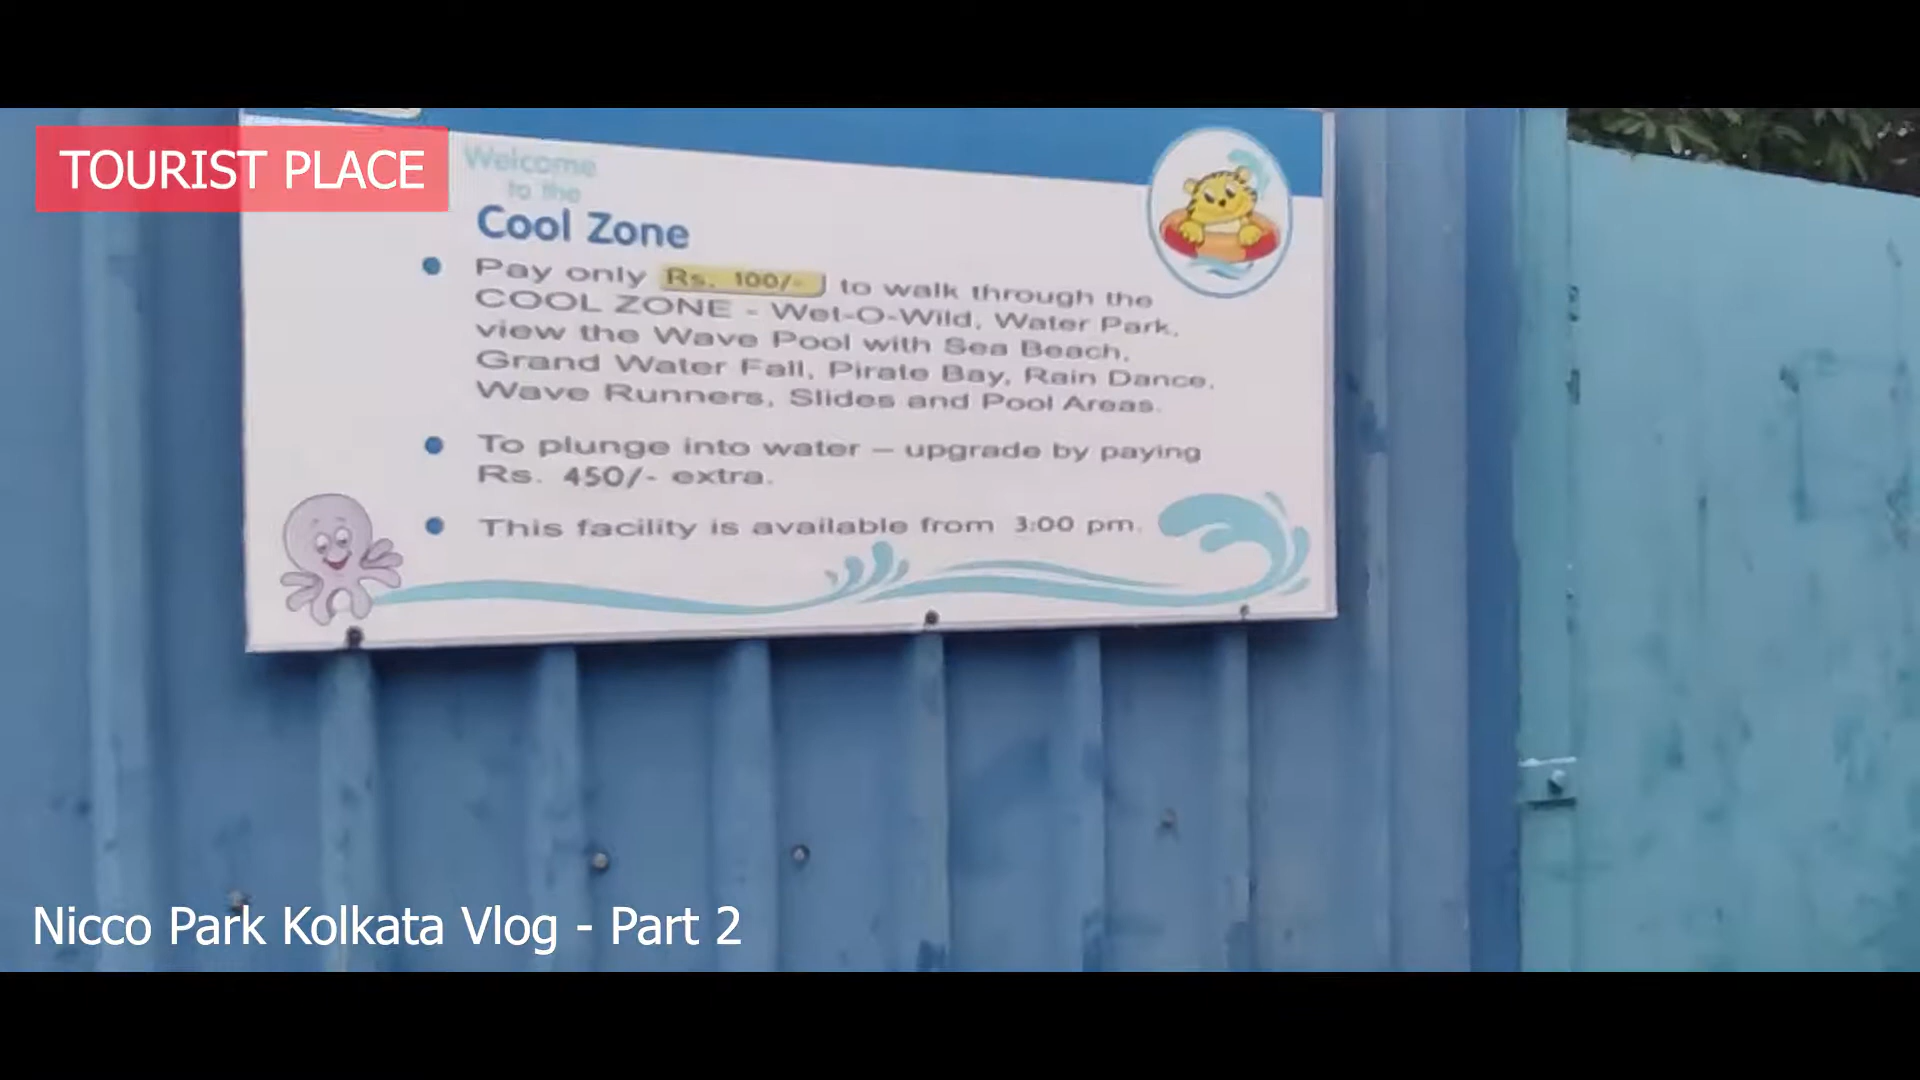 TOURIST PLACE
Welcome
to the
Cool Zone
Pay only Rs. 100/- to walk through the
COOL ZONE - Wet-O-Wild, Water Park,
view the Wave Pool with Sea Beach,
Grand Water Fall, Pirate Bay, Rain Dance,
Wave Runners, Slides and Pool Areas.
To plunge into water – upgrade by paying
Rs. 450/- extra.
This facility is available from 3:00 pm.
Nicco Park Kolkata Vlog - Part 2